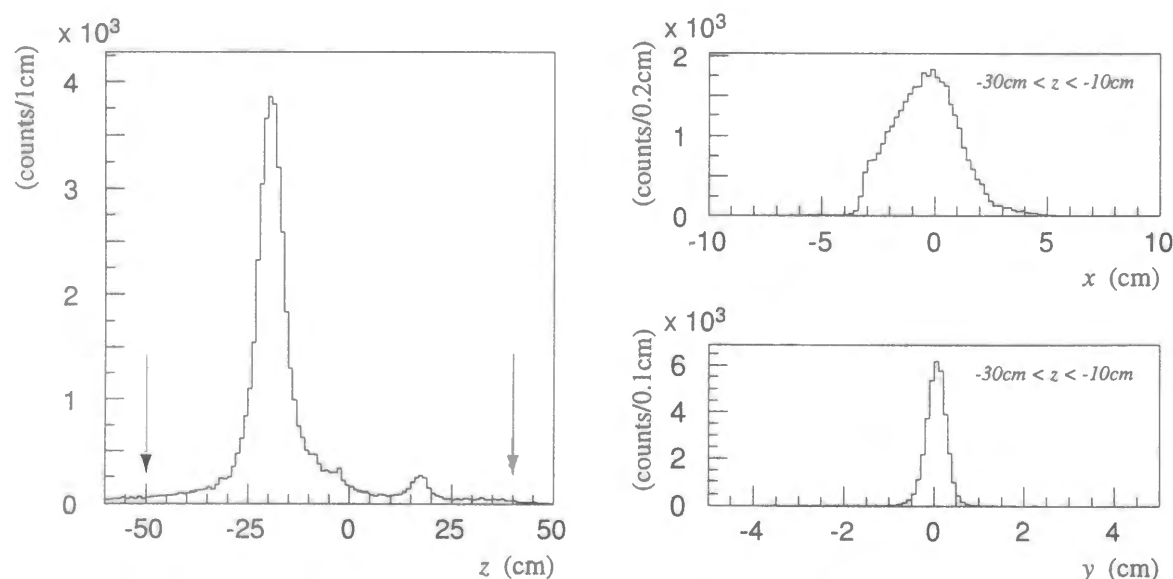 x 10³
(counts/1cm)
4
3
2
1
0
-50 -25 0 25 50
z (cm)
x 10³
(counts/0.2cm)
2
1
0
-30cm < z < -10cm
-10 -5 0 5 10
x (cm)
x 10³
(counts/0.1cm)
6
4
2
0
-30cm < z < -10cm
-4 -2 0 2 4
y (cm)